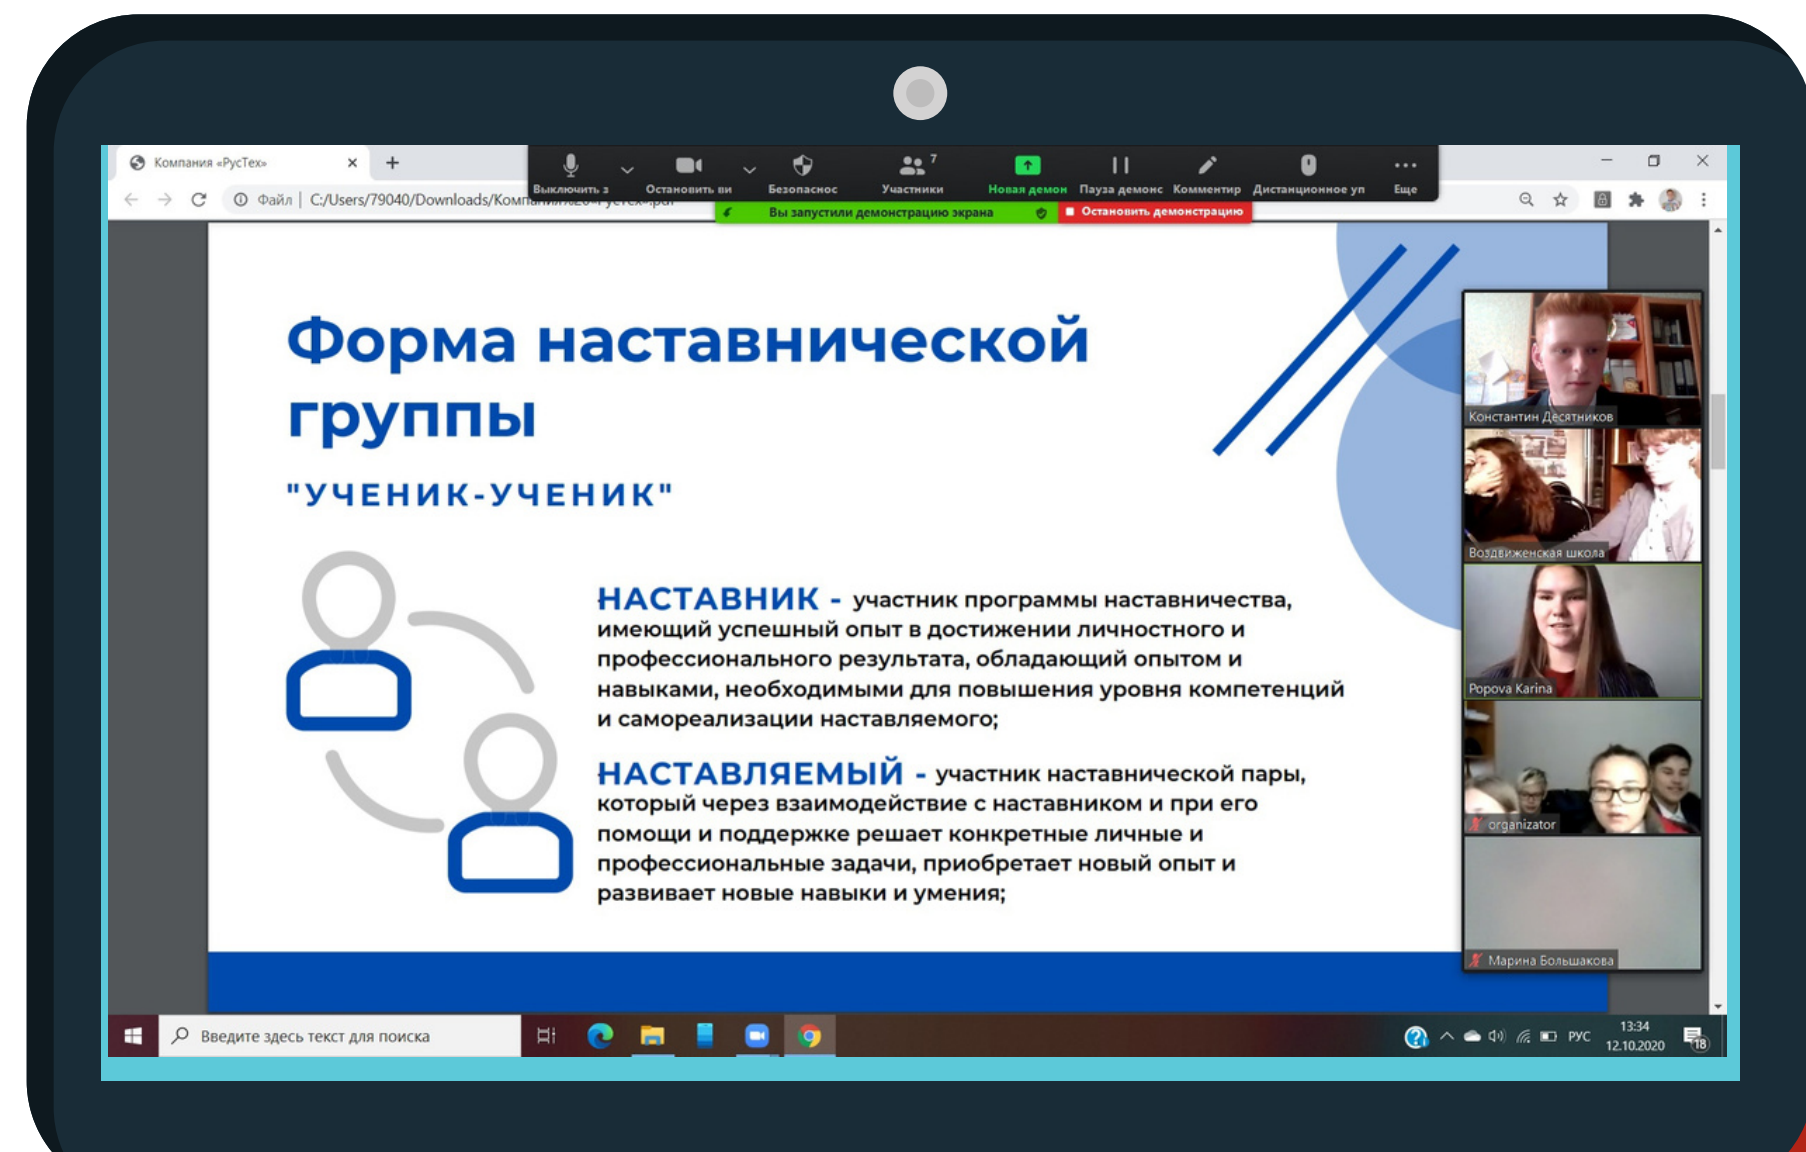 Компания «РусТех»
7
Выключить з
Остановить ви
Безопаснос
Участники
Новая демон
Пауза демонс
Комментир
Дистанционное уп
Еще
Файл
C:/Users/79040/Downloads/
Вы запустили демонстрацию экрана
Остановить демонстрацию
Форма наставнической
группы
"УЧЕНИК-УЧЕНИК"
НАСТАВНИК - участник программы наставничества,
имеющий успешный опыт в достижении личностного и
профессионального результата, обладающий опытом и
навыками, необходимыми для повышения уровня компетенций
и самореализации наставляемого;
НАСТАВЛЯЕМЫЙ - участник наставнической пары,
который через взаимодействие с наставником и при его
помощи и поддержке решает конкретные личные и
профессиональные задачи, приобретает новый опыт и
развивает новые навыки и умения;
Константин Десятников
Воздвиженская школа
Popova Karina
organizator
Марина Большакова
Введите здесь текст для поиска
РУС
13:34
12.10.2020
18